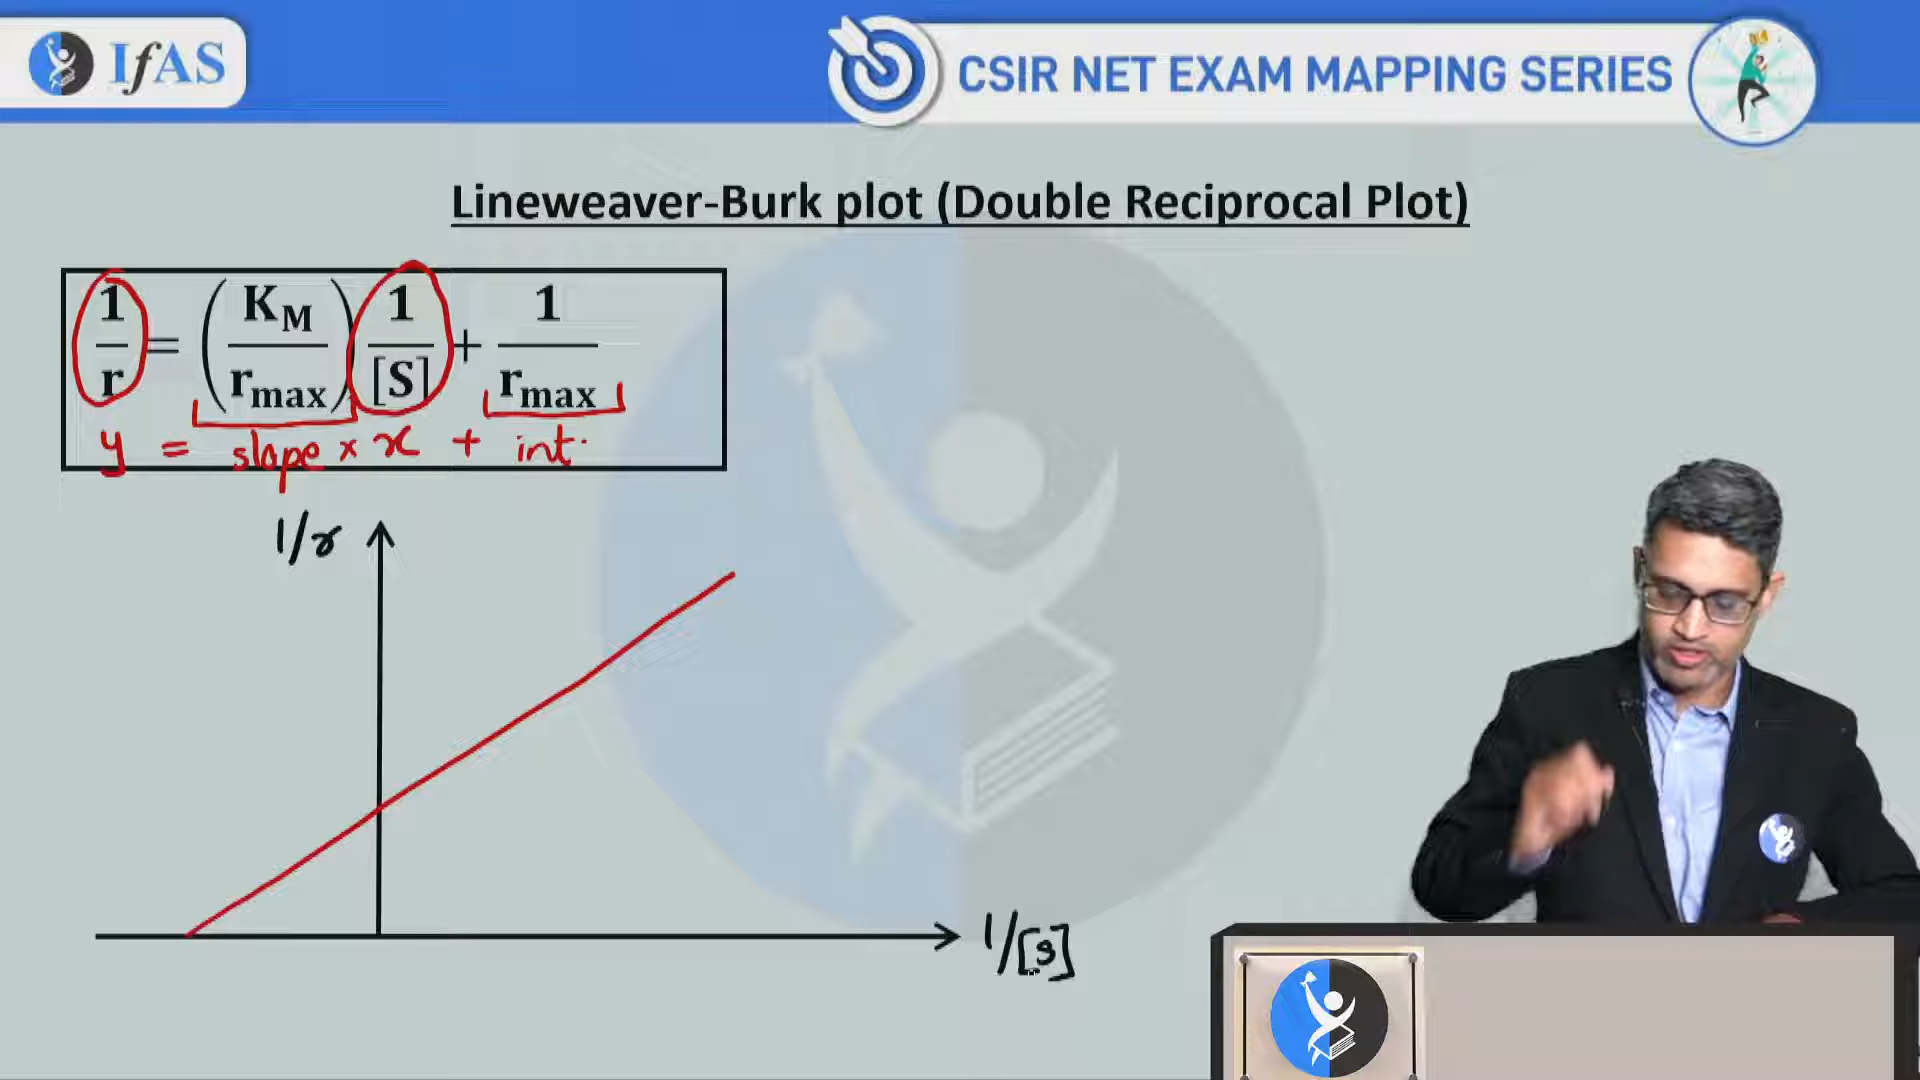 IfAS
CSIR NET EXAM MAPPING SERIES
Lineweaver-Burk plot (Double Reciprocal Plot)
1/r = (K_M/r_max) 1/[S] + 1/r_max
y = slope × x + int.
1/r
1/[s]